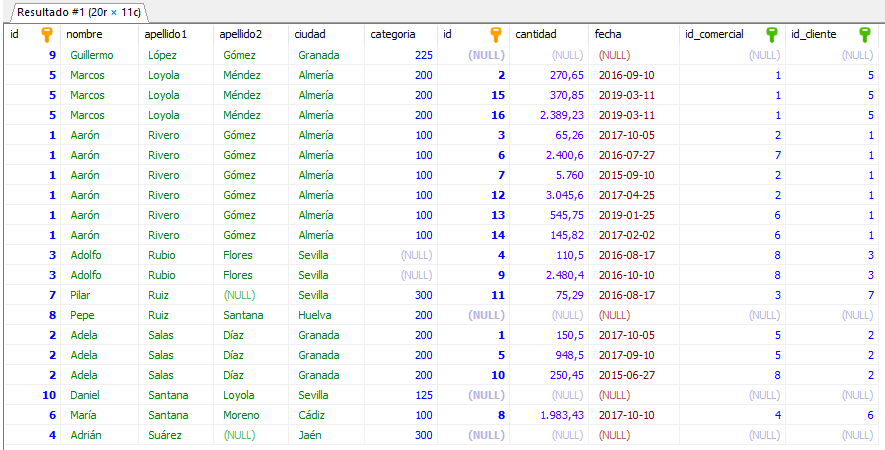 Resultado #1 (20r × 11c)
id nombre apellido1 apellido2 ciudad categoria id cantidad fecha id_comercial id_cliente
9 Guillermo López Gómez Granada 225 (NULL) (NULL) (NULL) (NULL) (NULL)
5 Marcos Loyola Méndez Almería 200 2 270,65 2016-09-10 1 5
5 Marcos Loyola Méndez Almería 200 15 370,85 2019-03-11 1 5
5 Marcos Loyola Méndez Almería 200 16 2.389,23 2019-03-11 1 5
1 Aarón Rivero Gómez Almería 100 3 65,26 2017-10-05 2 1
1 Aarón Rivero Gómez Almería 100 6 2.400,6 2016-07-27 7 1
1 Aarón Rivero Gómez Almería 100 7 5.760 2015-09-10 2 1
1 Aarón Rivero Gómez Almería 100 12 3.045,6 2017-04-25 2 1
1 Aarón Rivero Gómez Almería 100 13 545,75 2019-01-25 6 1
1 Aarón Rivero Gómez Almería 100 14 145,82 2017-02-02 6 1
3 Adolfo Rubio Flores Sevilla (NULL) 4 110,5 2016-08-17 8 3
3 Adolfo Rubio Flores Sevilla (NULL) 9 2.480,4 2016-10-10 8 3
7 Pilar Ruiz (NULL) Sevilla 300 11 75,29 2016-08-17 3 7
8 Pepe Ruiz Santana Huelva 200 (NULL) (NULL) (NULL) (NULL) (NULL)
2 Adela Salas Díaz Granada 200 1 150,5 2017-10-05 5 2
2 Adela Salas Díaz Granada 200 5 948,5 2017-09-10 5 2
2 Adela Salas Díaz Granada 200 10 250,45 2015-06-27 8 2
10 Daniel Santana Loyola Sevilla 125 (NULL) (NULL) (NULL) (NULL) (NULL)
6 María Santana Moreno Cádiz 100 8 1.983,43 2017-10-10 4 6
4 Adrián Suárez (NULL) Jaén 300 (NULL) (NULL) (NULL) (NULL) (NULL)